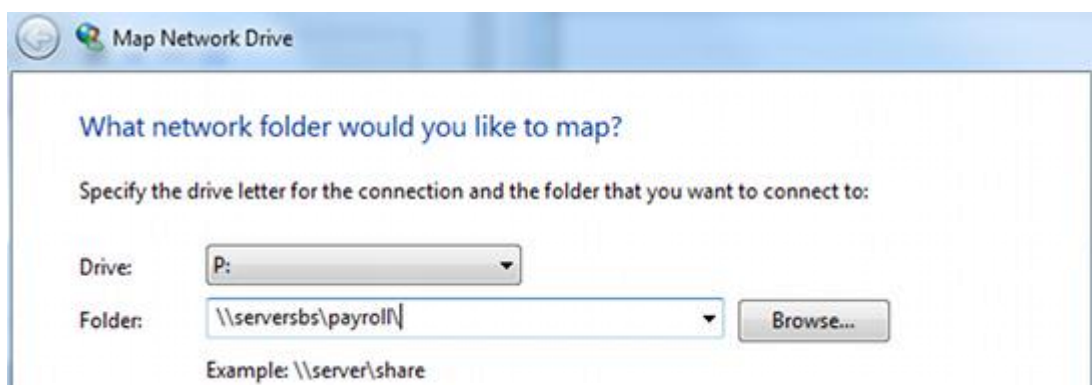 Map Network Drive
What network folder would you like to map?
Specify the drive letter for the connection and the folder that you want to connect to:
Drive: P:
Folder: \\serversbs\payroll\ Browse...
Example: \\server\share